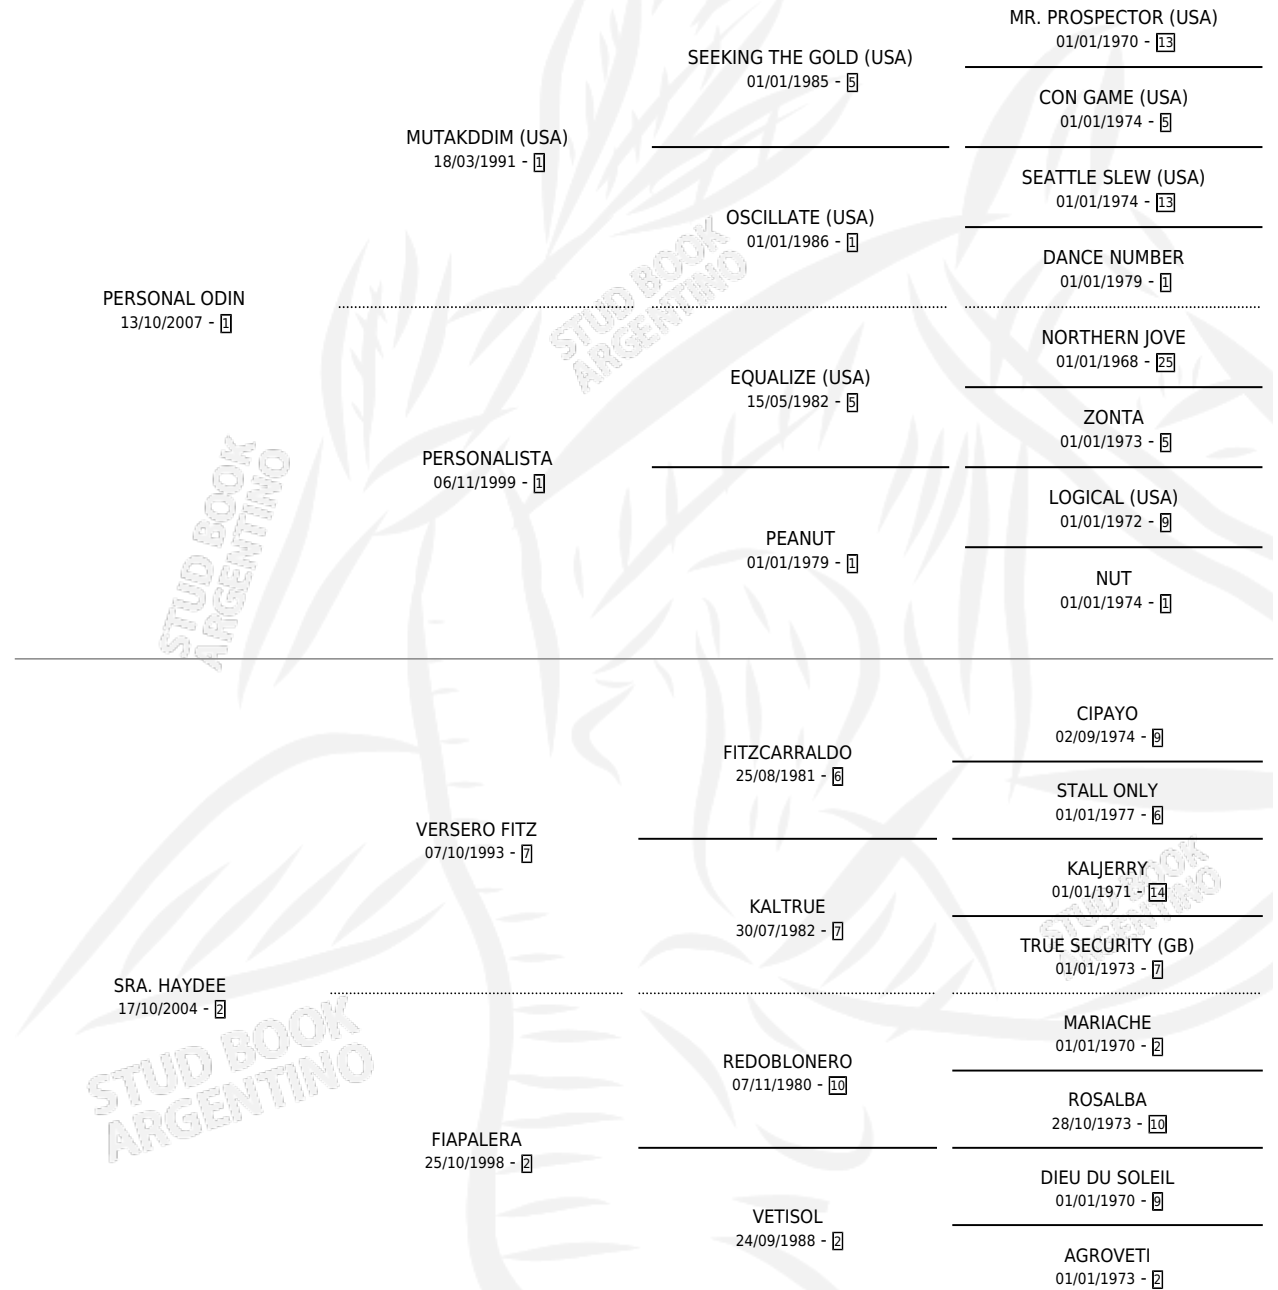 MR. PROSPECTOR (USA)
01/01/1970 - 13
SEEKING THE GOLD (USA)
01/01/1985 - 5
CON GAME (USA)
01/01/1974 - 5
MUTAKDDIM (USA)
18/03/1991 - 1
SEATTLE SLEW (USA)
01/01/1974 - 13
OSCILLATE (USA)
01/01/1986 - 1
DANCE NUMBER
01/01/1979 - 1
PERSONAL ODIN
13/10/2007 - 1
NORTHERN JOVE
01/01/1968 - 25
EQUALIZE (USA)
15/05/1982 - 5
ZONTA
01/01/1973 - 5
PERSONALISTA
06/11/1999 - 1
LOGICAL (USA)
01/01/1972 - 9
PEANUT
01/01/1979 - 1
NUT
01/01/1974 - 1
CIPAYO
02/09/1974 - 9
FITZCARRALDO
25/08/1981 - 6
STALL ONLY
01/01/1977 - 6
VERSERO FITZ
07/10/1993 - 7
KALJERRY
01/01/1971 - 14
KALTRUE
30/07/1982 - 7
TRUE SECURITY (GB)
01/01/1973 - 7
SRA. HAYDEE
17/10/2004 - 2
MARIACHE
01/01/1970 - 2
REDOBLONERO
07/11/1980 - 10
ROSALBA
28/10/1973 - 10
FIAPALERA
25/10/1998 - 2
DIEU DU SOLEIL
01/01/1970 - 9
VETISOL
24/09/1988 - 2
AGROVETI
01/01/1973 - 2
STUD BOOK
ARGENTINO
STUD BOOK
ARGENTINO
STUD BOOK
ARGENTINO
STUD BOOK
ARGENTINO